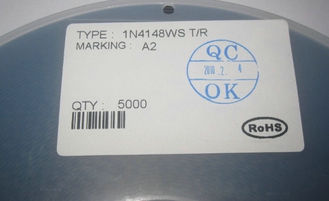 TYPE : 1N4148WS T/R
MARKING : A2
QC
2010. 2. 4
OK
QTY : 5000
RoHS